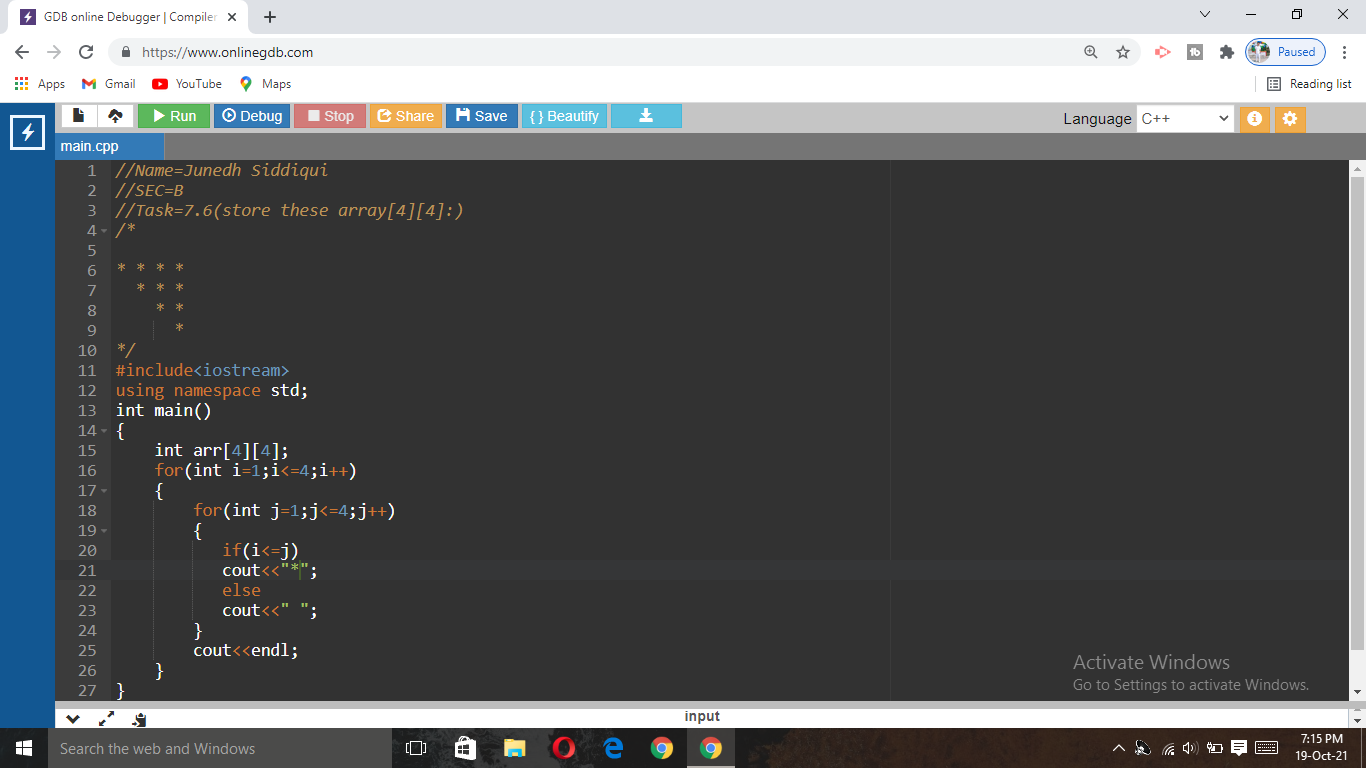 GDB online Debugger | Compiler
https://www.onlinegdb.com
Paused
Apps Gmail YouTube Maps Reading list
Run Debug Stop Share Save { } Beautify Language C++
main.cpp
1 //Name=Junedh Siddiqui
2 //SEC=B
3 //Task=7.6(store these array[4][4]:)
4 /*
5
6 * * * *
7   * * *
8     * *
9       *
10 */
11 #include<iostream>
12 using namespace std;
13 int main()
14 {
15     int arr[4][4];
16     for(int i=1;i<=4;i++)
17     {
18         for(int j=1;j<=4;j++)
19         {
20            if(i<=j)
21            cout<<"*";
22            else
23            cout<<" ";
24         }
25         cout<<endl;
26     }
27 }
Activate Windows
Go to Settings to activate Windows.
input
Search the web and Windows
7:15 PM
19-Oct-21